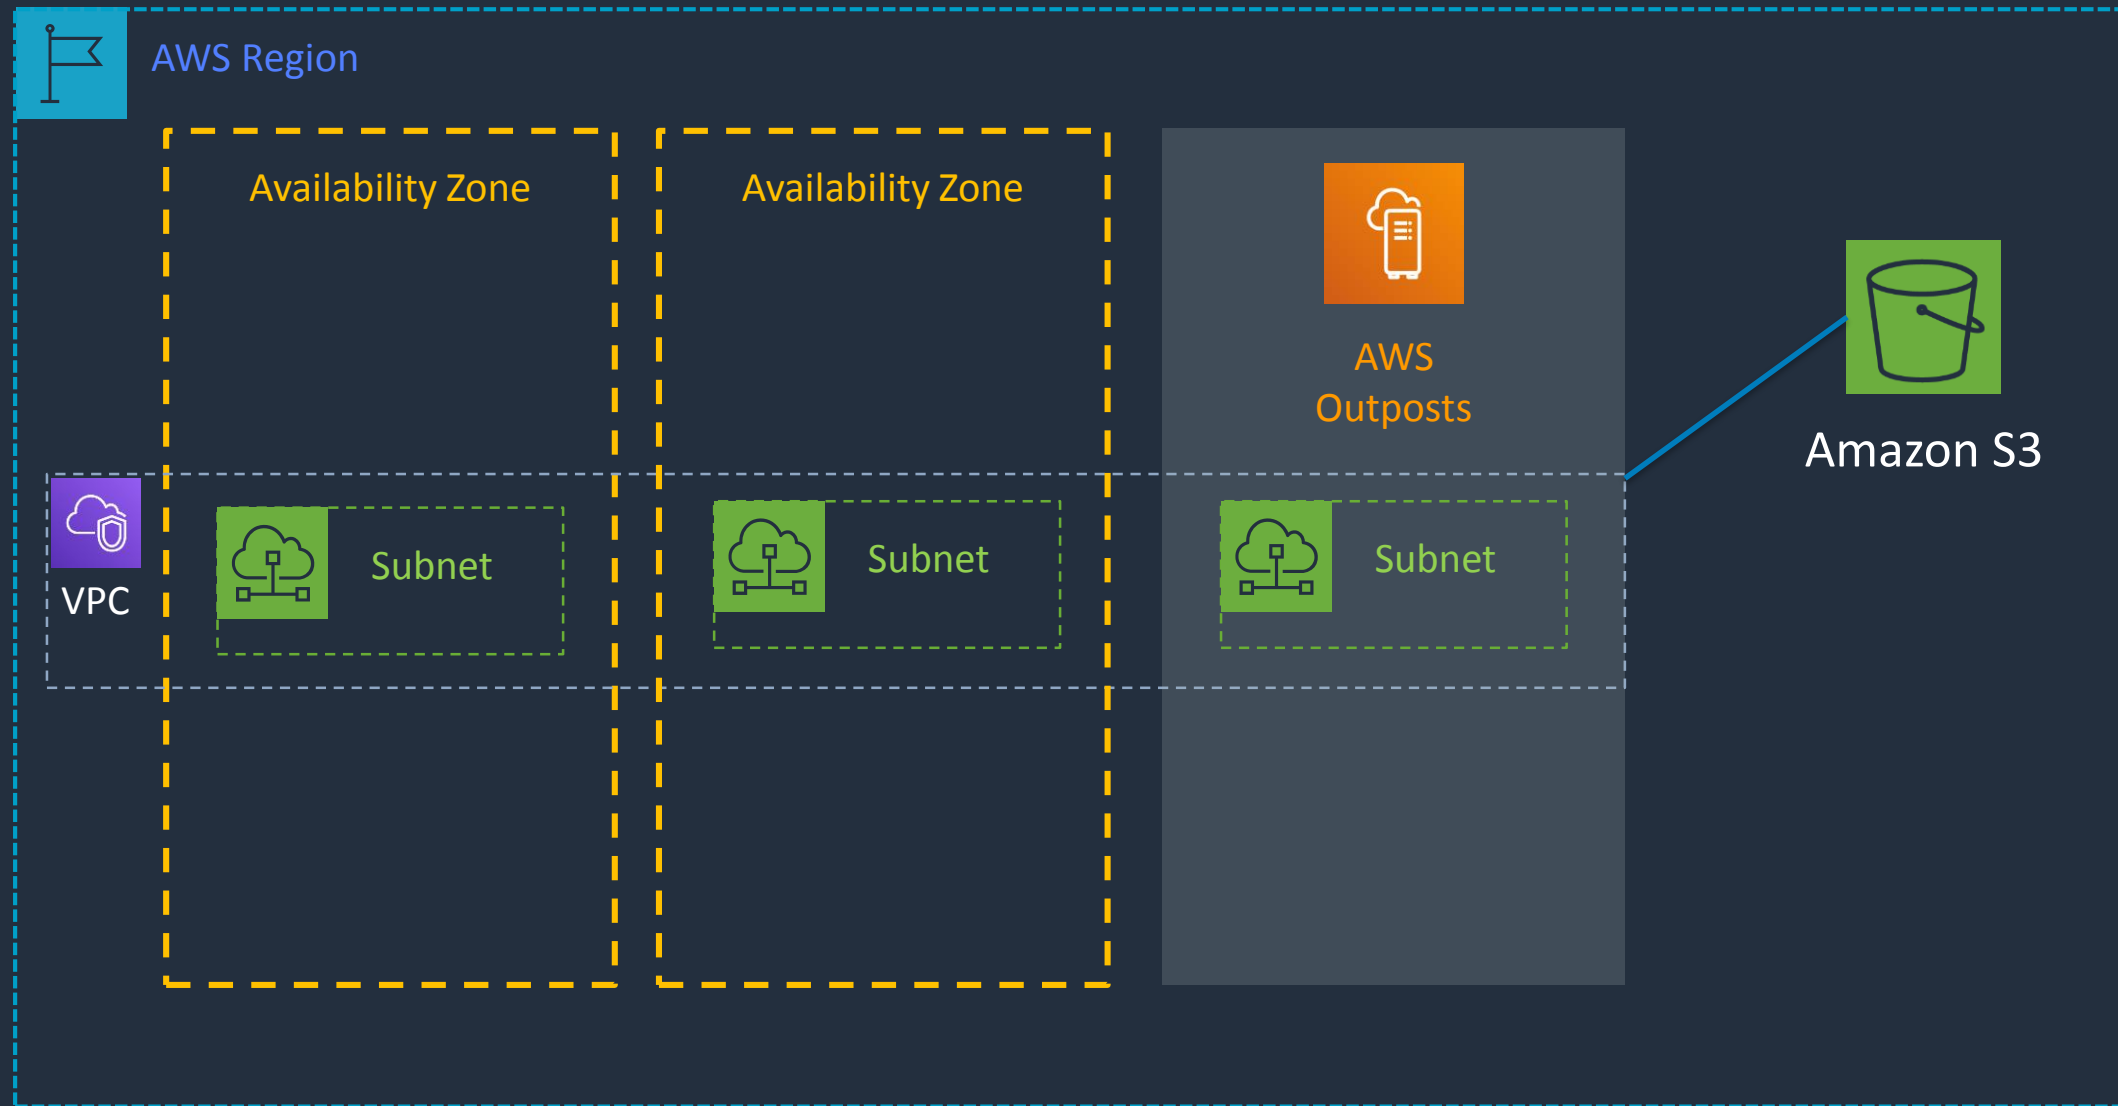 AWS Region
Availability Zone
Availability Zone
AWS
Outposts
Amazon S3
VPC
Subnet
Subnet
Subnet